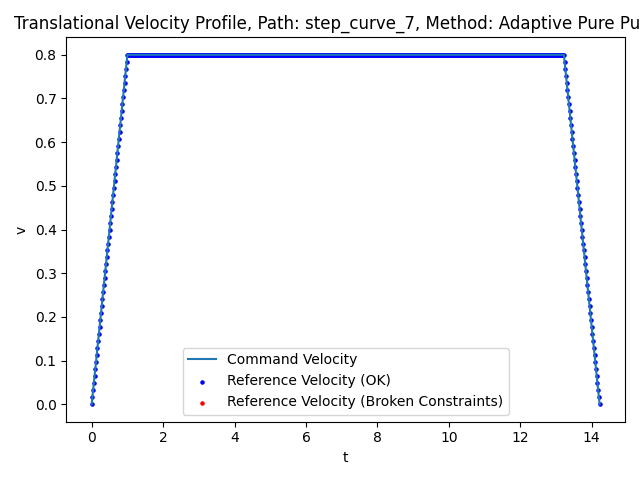 Translational Velocity Profile, Path: step_curve_7, Method: Adaptive Pure Pu
0.8
0.7
0.6
0.5
0.4
0.3
0.2
0.1
0.0
v
Command Velocity
Reference Velocity (OK)
Reference Velocity (Broken Constraints)
0 2 4 6 8 10 12 14
t